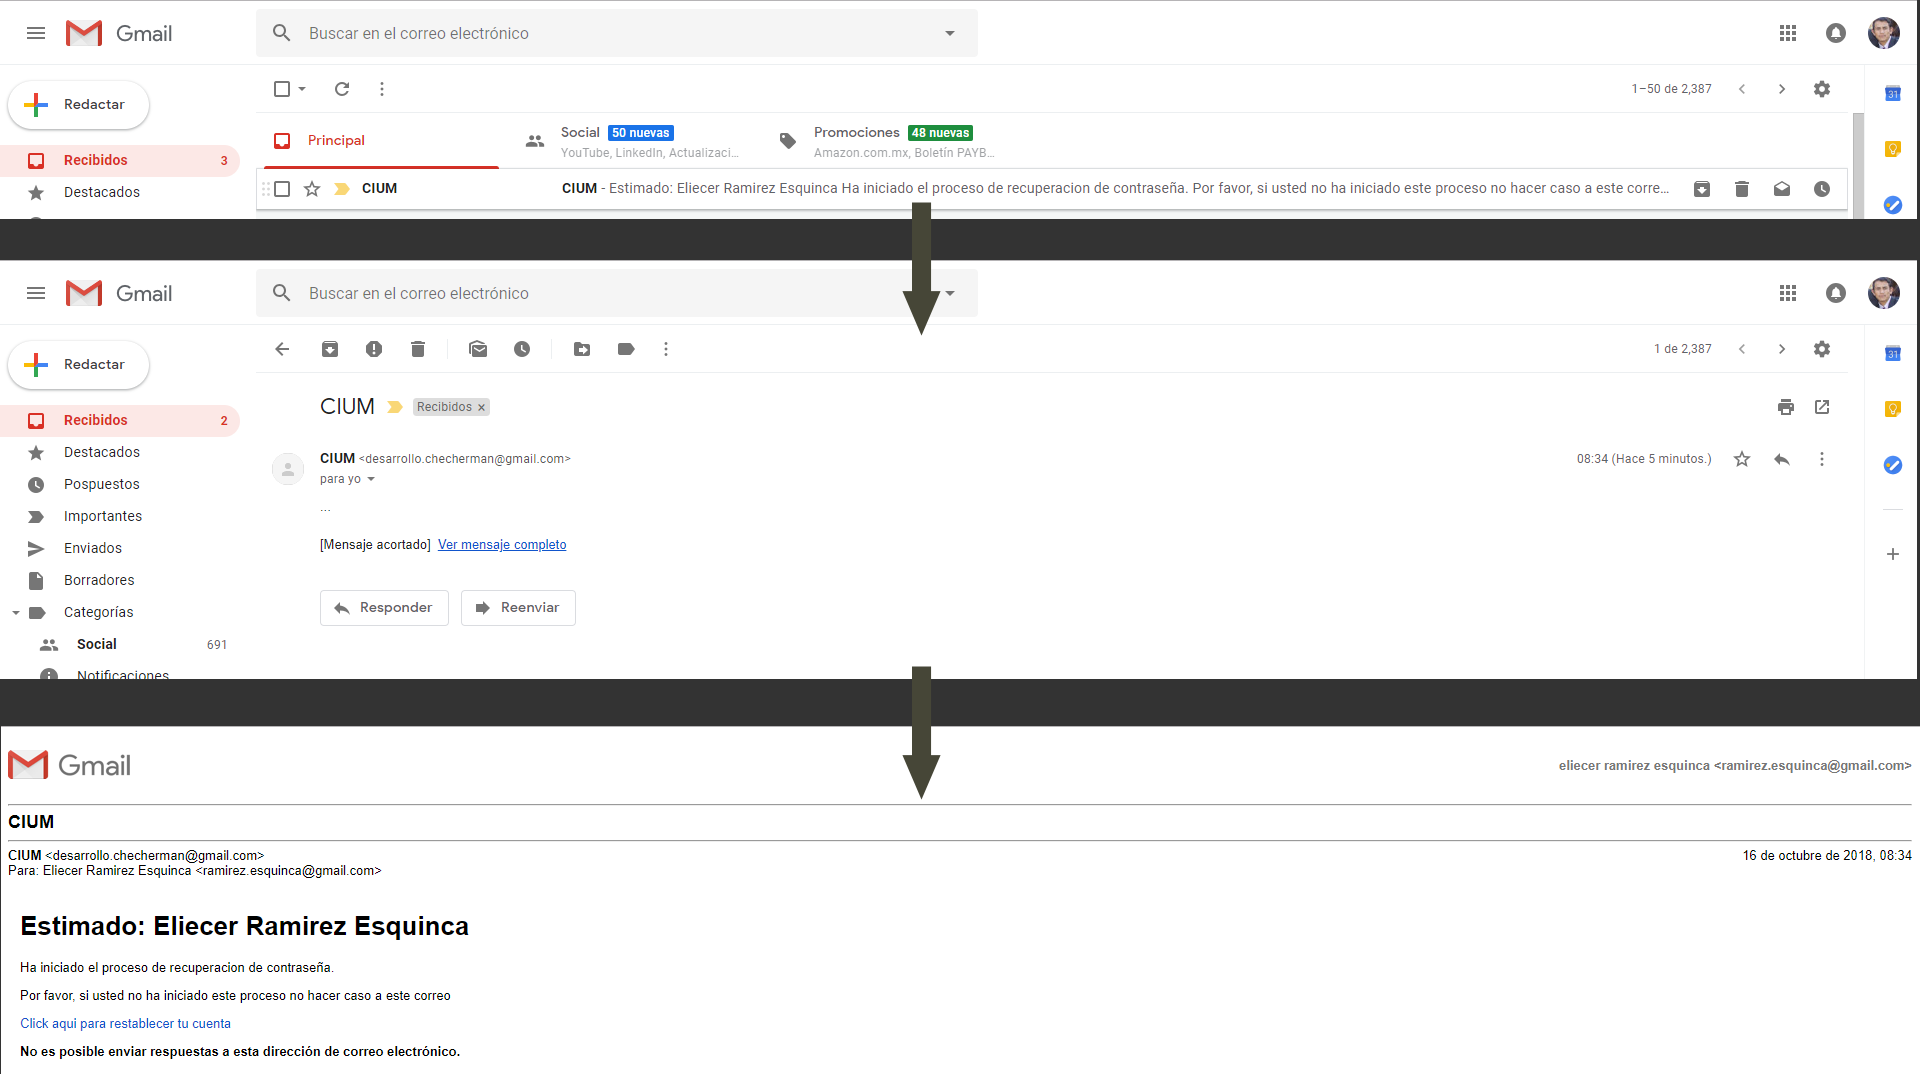 Gmail
Buscar en el correo electrónico
Redactar
1–50 de 2,387
31
Principal
Social 50 nuevas
YouTube, LinkedIn, Actualizaci...
Promociones 48 nuevas
Amazon.com.mx, Boletín PAYB...
Recibidos 3
Destacados
CIUM
CIUM - Estimado: Eliecer Ramirez Esquinca Ha iniciado el proceso de recuperacion de contraseña. Por favor, si usted no ha iniciado este proceso no hacer caso a este corre...
Gmail
Buscar en el correo electrónico
Redactar
1 de 2,387
31
Recibidos 2
Destacados
Pospuestos
Importantes
Enviados
Borradores
Categorías
Social 691
Notificaciones
CIUM Recibidos x
CIUM <desarrollo.checherman@gmail.com>
08:34 (Hace 5 minutos.)
para yo
...
[Mensaje acortado] Ver mensaje completo
Responder
Reenviar
Gmail
eliecer ramirez esquinca <ramirez.esquinca@gmail.com>
CIUM
CIUM <desarrollo.checherman@gmail.com>
16 de octubre de 2018, 08:34
Para: Eliecer Ramirez Esquinca <ramirez.esquinca@gmail.com>
Estimado: Eliecer Ramirez Esquinca
Ha iniciado el proceso de recuperacion de contraseña.
Por favor, si usted no ha iniciado este proceso no hacer caso a este correo
Click aqui para restablecer tu cuenta
No es posible enviar respuestas a esta dirección de correo electrónico.